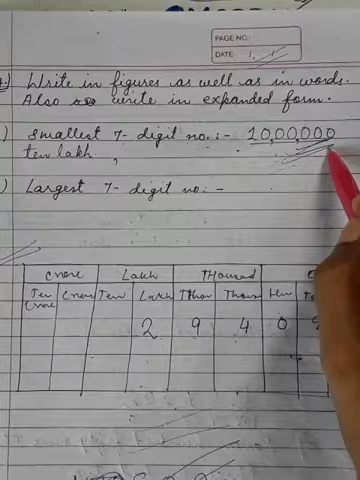 PAGE NO.:
DATE: / /
Write in figures as well as in words.
Also write in expanded form.
) Smallest 7-digit no.:- 10,00,000
ten lakh,
) Largest 7-digit no:-
Crore Lakh Thousand
Ten Crore Crore Ten Lakh TThou Thou Hun
2 9 4 0